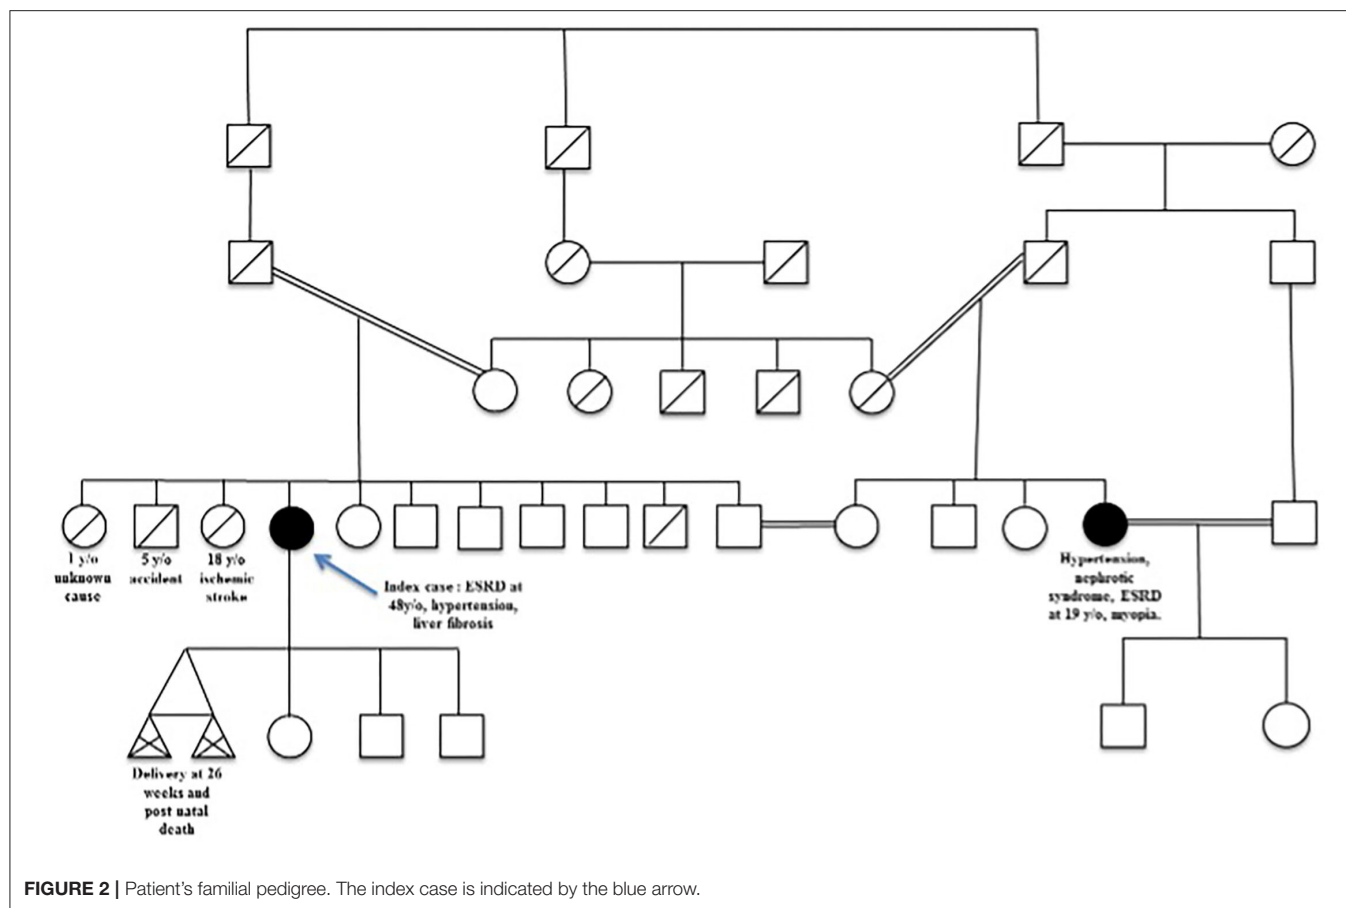 1 y/o
unknown
cause
5 y/o
accident
18 y/o
ischemic
stroke
Index case : ESRD at
48y/o, hypertension,
liver fibrosis
Hypertension,
nephrotic
syndrome, ESRD
at 19 y/o, myopia.
Delivery at 26
weeks and
post natal
death
FIGURE 2 | Patient's familial pedigree. The index case is indicated by the blue arrow.